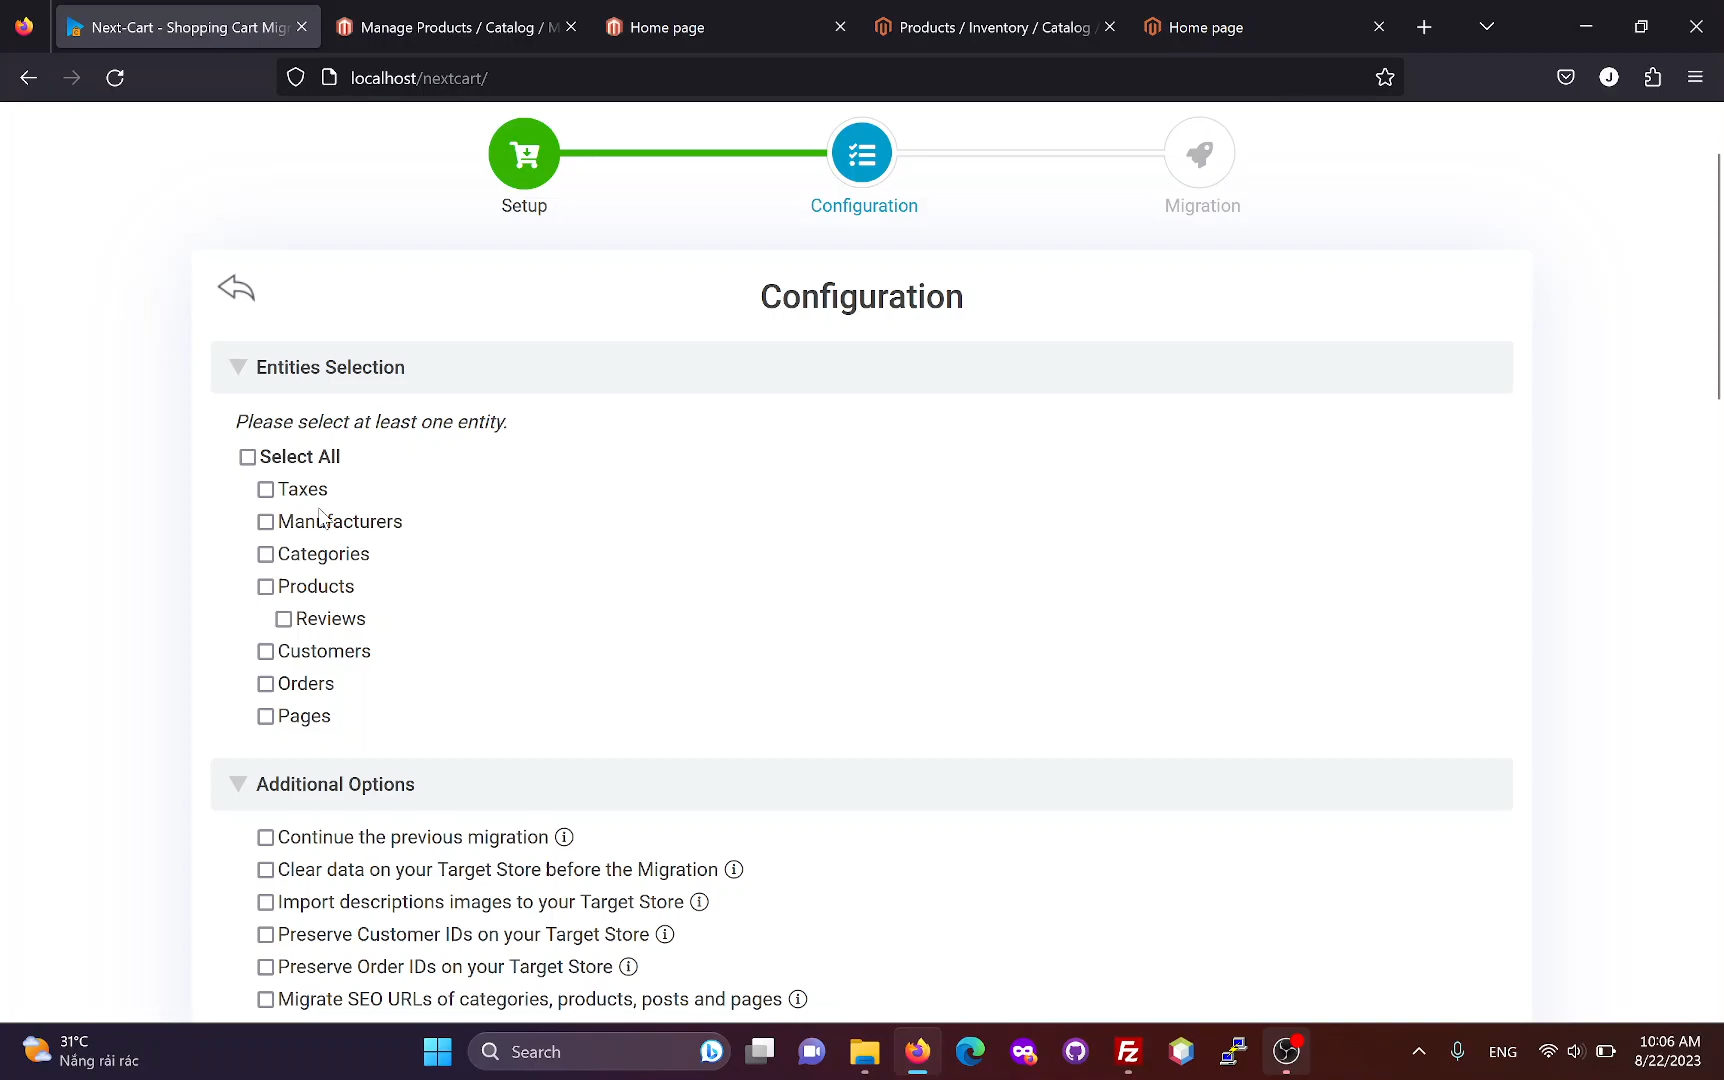 Next-Cart - Shopping Cart Migr
Manage Products / Catalog / M
Home page
Products / Inventory / Catalog
Home page
localhost/nextcart/
J
Setup
Configuration
Migration
Configuration
Entities Selection
Please select at least one entity.
Select All
Taxes
Manufacturers
Categories
Products
Reviews
Customers
Orders
Pages
Additional Options
Continue the previous migration
Clear data on your Target Store before the Migration
Import descriptions images to your Target Store
Preserve Customer IDs on your Target Store
Preserve Order IDs on your Target Store
Migrate SEO URLs of categories, products, posts and pages
31°C
Nắng rải rác
Search
ENG
10:06 AM
8/22/2023